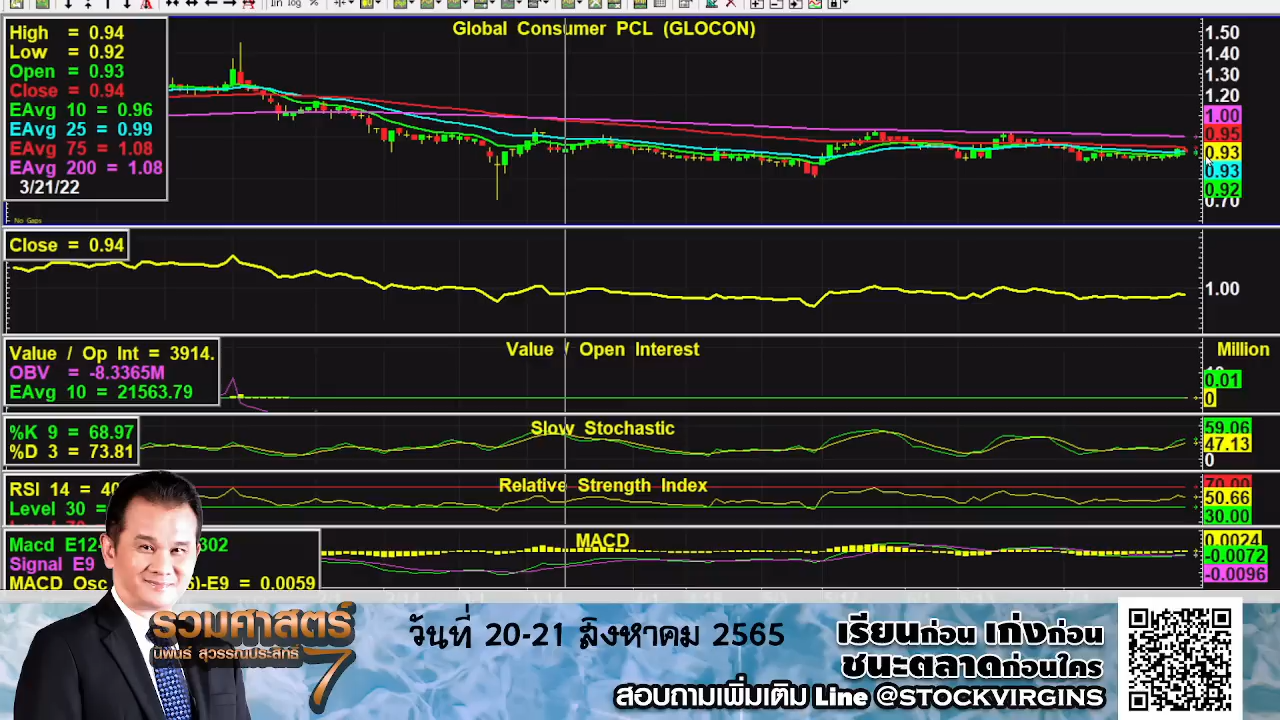 Global Consumer PCL (GLOCON)
High = 0.94
Low = 0.92
Open = 0.93
Close = 0.94
EAvg 10 = 0.96
EAvg 25 = 0.99
EAvg 75 = 1.08
EAvg 200 = 1.08
3/21/22
No Gaps
1.50
1.40
1.30
1.20
1.00
0.95
0.93
0.93
0.92
0.70
Close = 0.94
1.00
Value / Op Int = 3914.
OBV = -8.3365M
EAvg 10 = 21563.79
Value / Open Interest
Million
0.01
0
%K 9 = 68.97
%D 3 = 73.81
Slow Stochastic
59.06
47.13
0
RSI 14 = 40
Level 30 =
Relative Strength Index
70.00
50.66
30.00
Macd E12-
302
Signal E9
MACD Osc
)-E9 = 0.0059
MACD
0.0024
-0.0072
-0.0096
รวมศาสตร์
นิพนธ์ สุวรรณประสิทธิ์
7
วันที่ 20-21 สิงหาคม 2565
เรียนก่อน เก่งก่อน
ชนะตลาดก่อนใคร
สอบถามเพิ่มเติม Line @STOCKVIRGINS